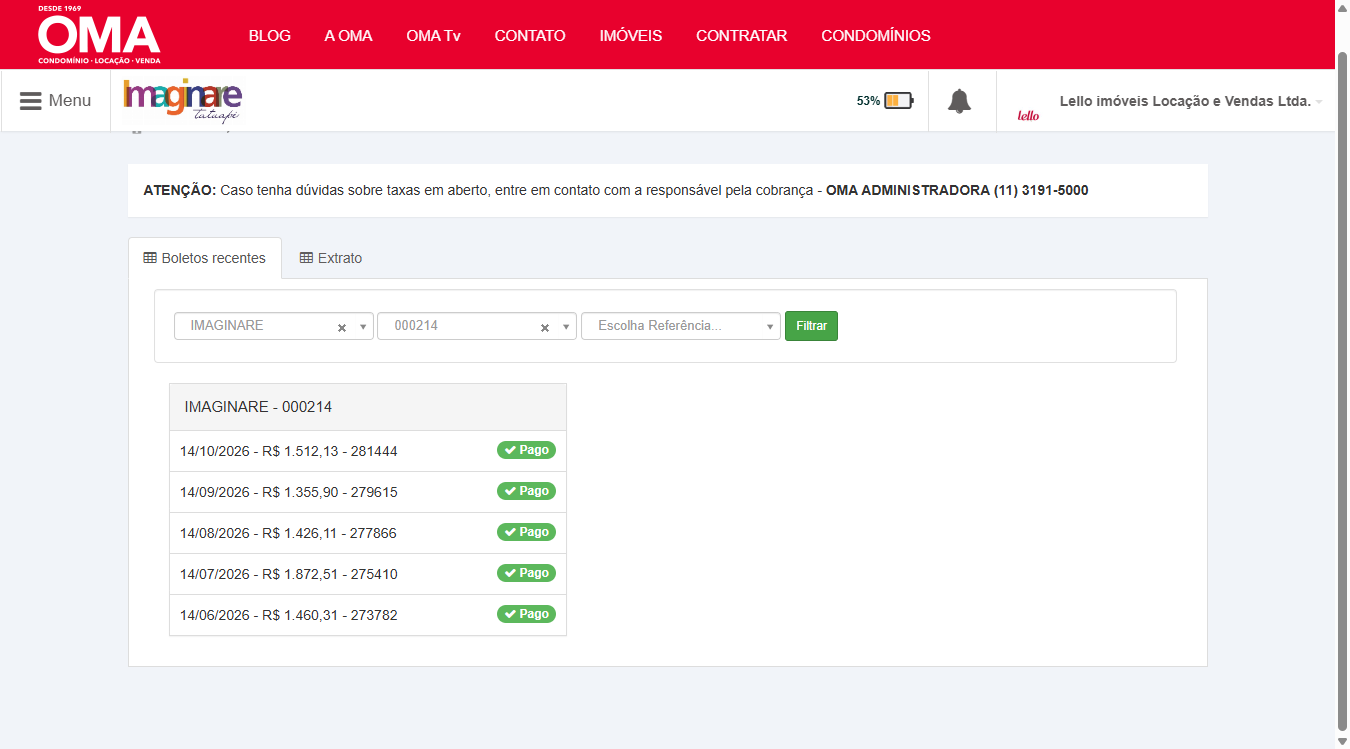 DESDE 1969
OMA
CONDOMÍNIO · LOCAÇÃO · VENDA
BLOG A OMA OMA Tv CONTATO IMÓVEIS CONTRATAR CONDOMÍNIOS
Menu
Imaginare
tatuapé
53%
lello
Lello imóveis Locação e Vendas Ltda.
ATENÇÃO: Caso tenha dúvidas sobre taxas em aberto, entre em contato com a responsável pela cobrança - OMA ADMINISTRADORA (11) 3191-5000
Boletos recentes Extrato
IMAGINARE × 000214 × Escolha Referência... Filtrar
IMAGINARE - 000214
14/10/2026 - R$ 1.512,13 - 281444 Pago
14/09/2026 - R$ 1.355,90 - 279615 Pago
14/08/2026 - R$ 1.426,11 - 277866 Pago
14/07/2026 - R$ 1.872,51 - 275410 Pago
14/06/2026 - R$ 1.460,31 - 273782 Pago